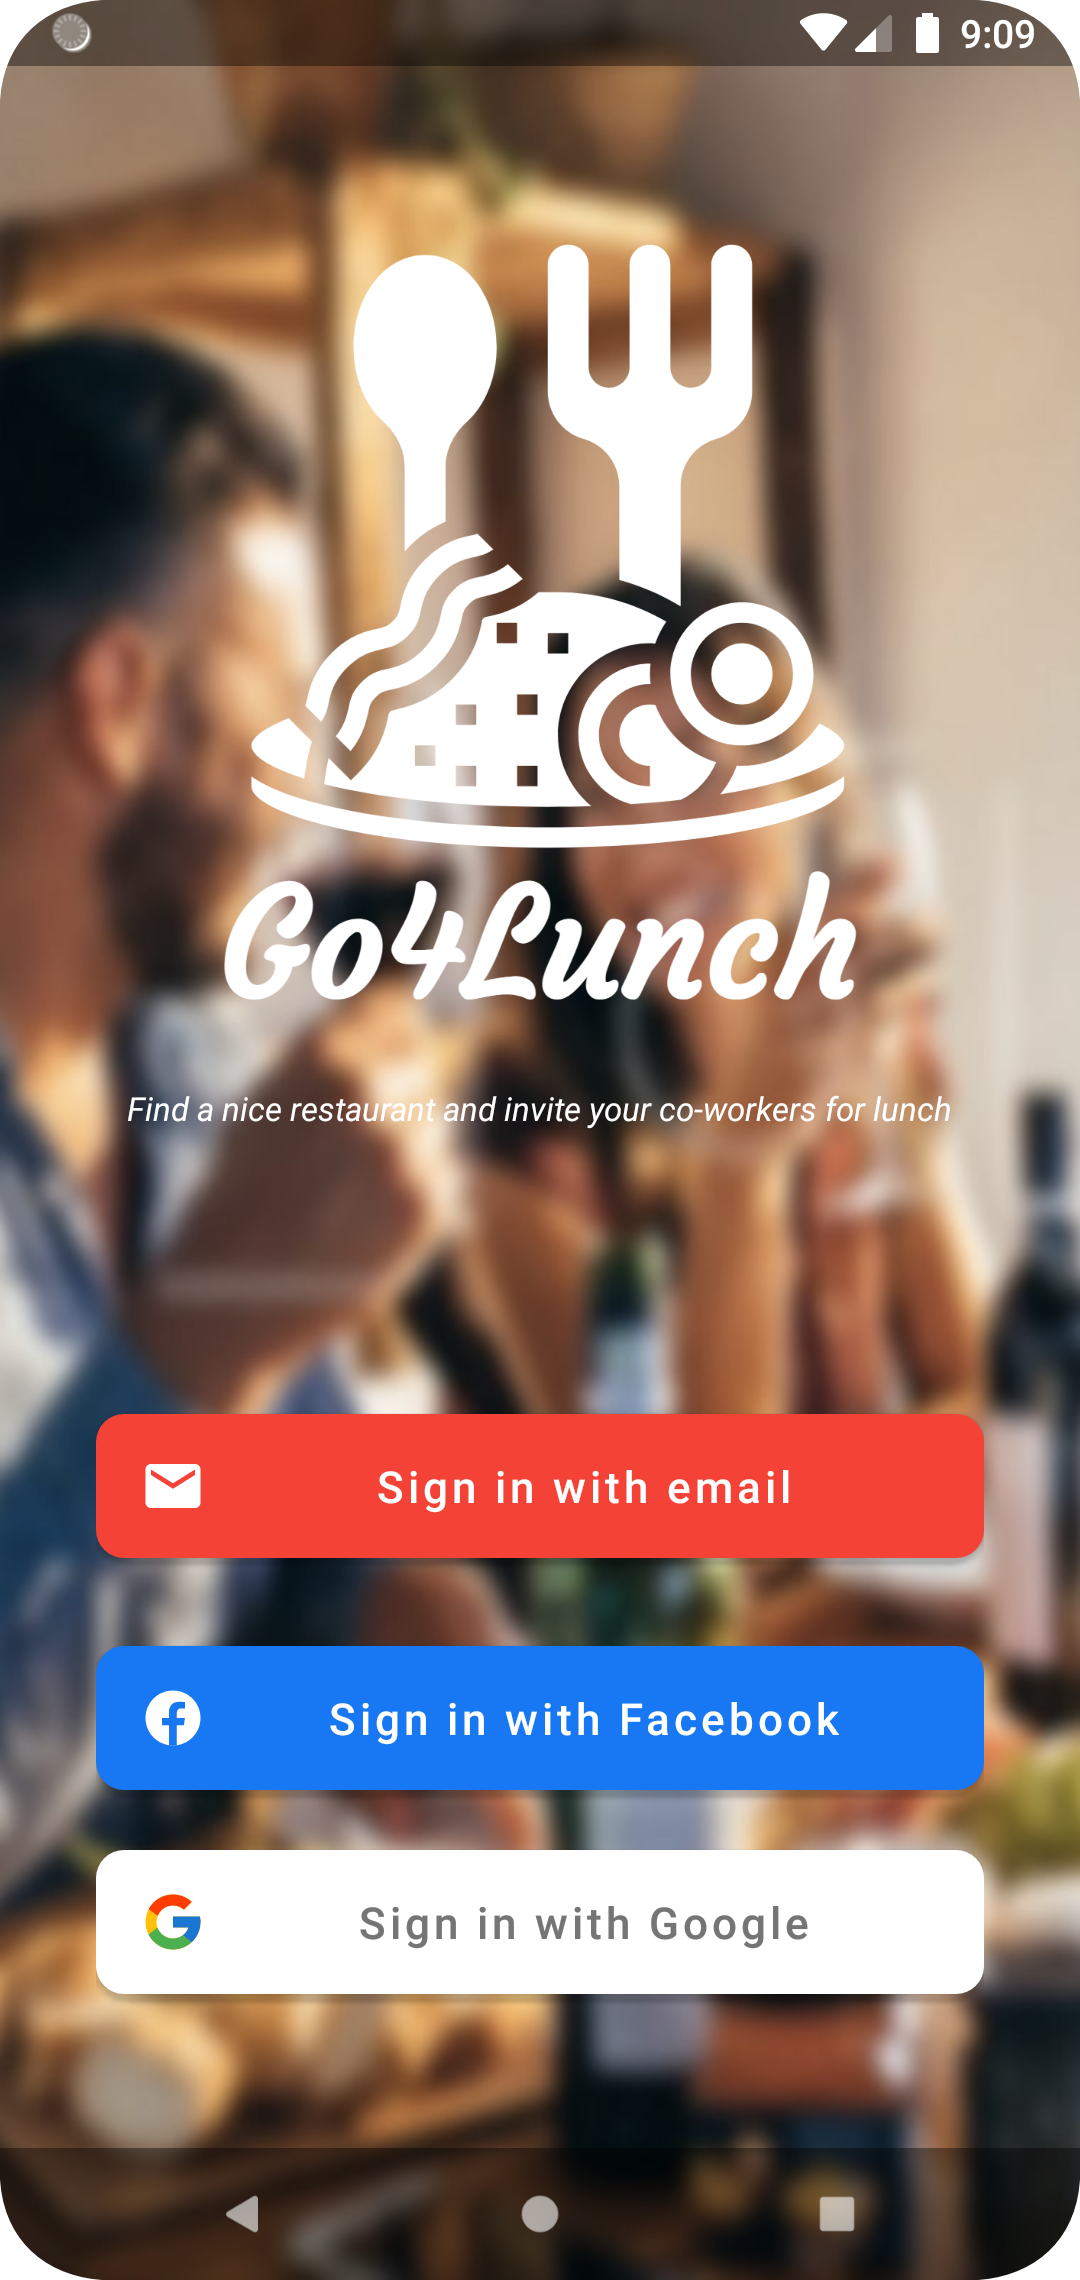 9:09
Go4Lunch
Find a nice restaurant and invite your co-workers for lunch
Sign in with email
Sign in with Facebook
Sign in with Google